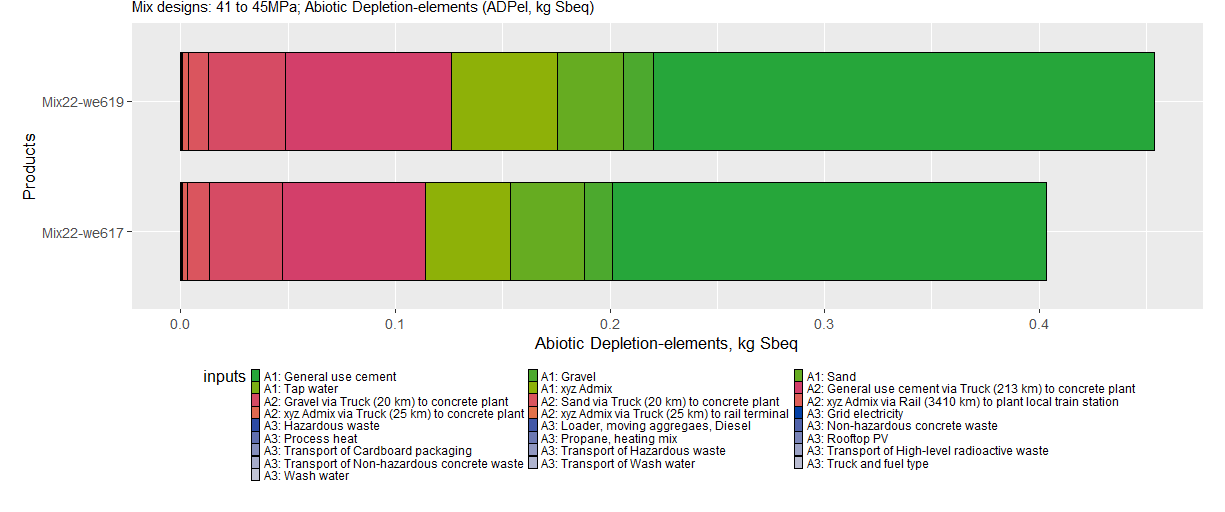 Mix designs: 41 to 45MPa; Abiotic Depletion-elements (ADPel, kg Sbeq)
Products
Mix22-we619
Mix22-we617
0.0 0.1 0.2 0.3 0.4
Abiotic Depletion-elements, kg Sbeq
inputs
A1: General use cement A1: Gravel A1: Sand
A1: Tap water A1: xyz Admix A2: General use cement via Truck (213 km) to concrete plant
A2: Gravel via Truck (20 km) to concrete plant A2: Sand via Truck (20 km) to concrete plant A2: xyz Admix via Rail (3410 km) to plant local train station
A2: xyz Admix via Truck (25 km) to concrete plant A2: xyz Admix via Truck (25 km) to rail terminal A3: Grid electricity
A3: Hazardous waste A3: Loader, moving aggregaes, Diesel A3: Non-hazardous concrete waste
A3: Process heat A3: Propane, heating mix A3: Rooftop PV
A3: Transport of Cardboard packaging A3: Transport of Hazardous waste A3: Transport of High-level radioactive waste
A3: Transport of Non-hazardous concrete waste A3: Transport of Wash water A3: Truck and fuel type
A3: Wash water